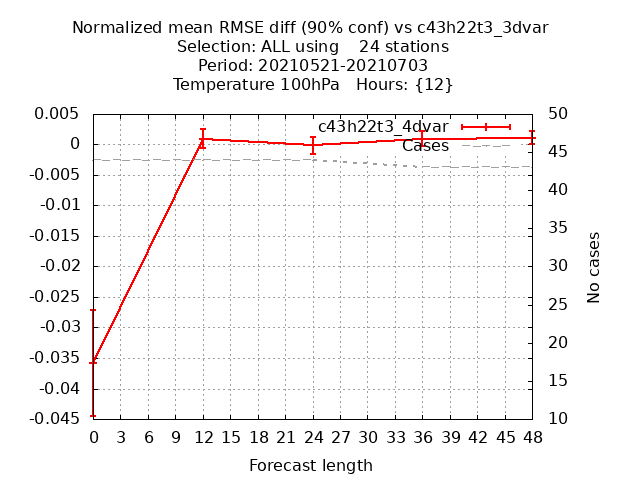 Normalized mean RMSE diff (90% conf) vs c43h22t3_3dvar
Selection: ALL using    24 stations
Period: 20210521-20210703
Temperature 100hPa   Hours: {12}
c43h22t3_4dvar
Cases
0.005
0
-0.005
-0.01
-0.015
-0.02
-0.025
-0.03
-0.035
-0.04
-0.045
50
45
40
35
30
25
20
15
10
No cases
0 3 6 9 12 15 18 21 24 27 30 33 36 39 42 45 48
Forecast length